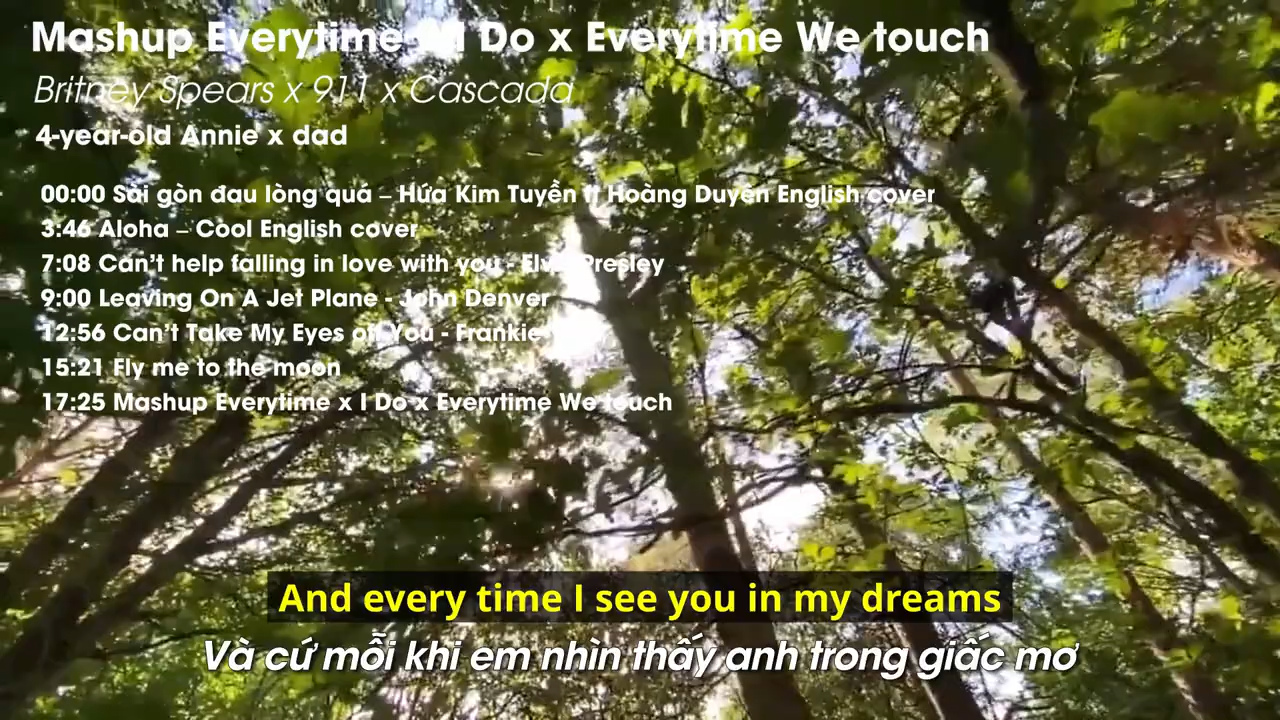 Mashup Everytime x I Do x Everytime We touch
Britney Spears x 911 x Cascada
4-year-old Annie x dad
00:00 Sài gòn đau lòng quá – Hứa Kim Tuyền ft Hoàng Duyên English cover
3:46 Aloha – Cool English cover
7:08 Can't help falling in love with you - Elvis Presley
9:00 Leaving On A Jet Plane - John Denver
12:56 Can't Take My Eyes off You - Frankie
15:21 Fly me to the moon
17:25 Mashup Everytime x I Do x Everytime We touch
And every time I see you in my dreams
Và cứ mỗi khi em nhìn thấy anh trong giấc mơ